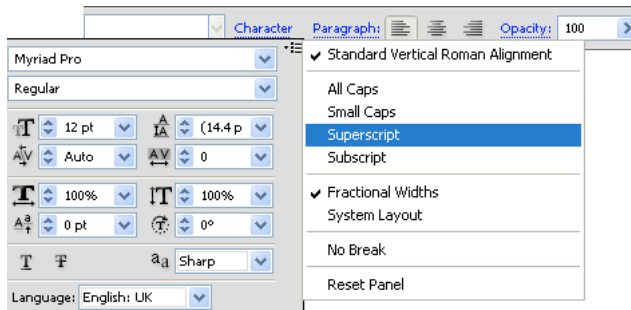 Character Paragraph: Opacity: 100
Myriad Pro
Regular
12 pt (14.4 p
Auto 0
100% 100%
0 pt 0°
Sharp
Language: English: UK
Standard Vertical Roman Alignment
All Caps
Small Caps
Superscript
Subscript
Fractional Widths
System Layout
No Break
Reset Panel